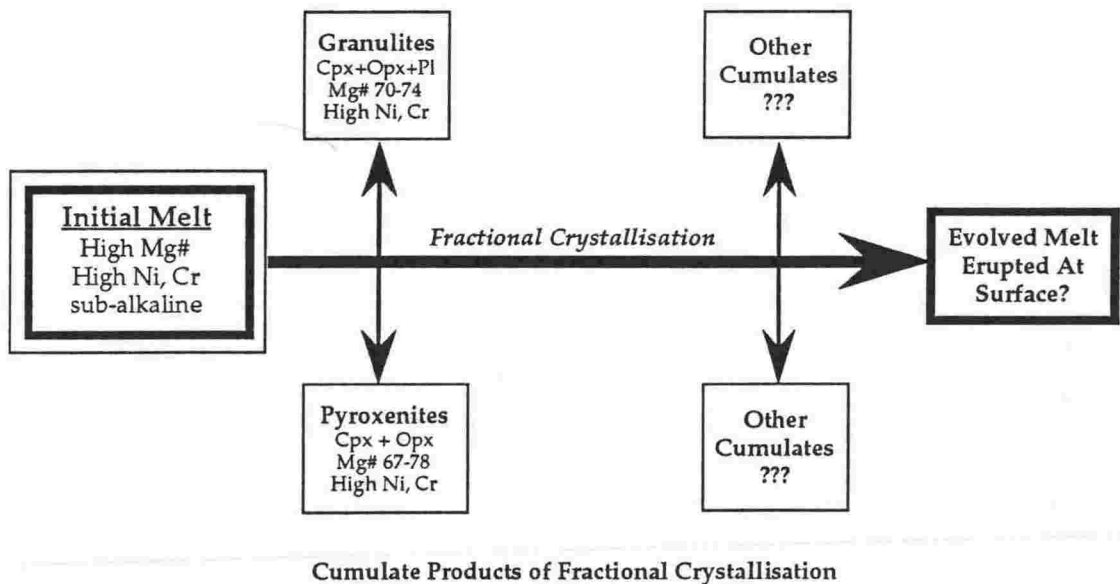 Granulites
Cpx+Opx+Pl
Mg# 70-74
High Ni, Cr
Other
Cumulates
???
Initial Melt
High Mg#
High Ni, Cr
sub-alkaline
Fractional Crystallisation
Evolved Melt
Erupted At
Surface?
Pyroxenites
Cpx + Opx
Mg# 67-78
High Ni, Cr
Other
Cumulates
???
Cumulate Products of Fractional Crystallisation